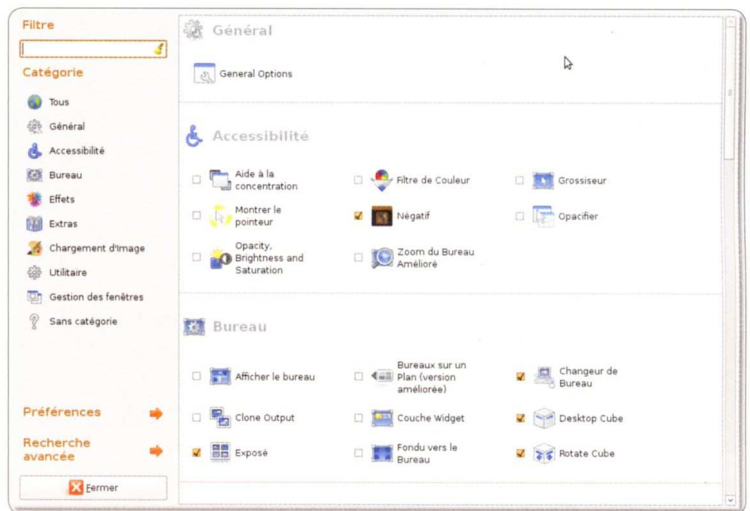 Filtre
Catégorie
Tous
Général
Accessibilité
Bureau
Effets
Extras
Chargement d'Image
Utilitaire
Gestion des fenêtres
Sans catégorie
Préférences
Recherche
avancée
Fermer
Général
General Options
Accessibilité
Aide à la
concentration
Filtre de Couleur
Grossiseur
Montrer le
pointeur
Négatif
Opacifier
Opacity,
Brightness and
Saturation
Zoom du Bureau
Amélioré
Bureau
Afficher le bureau
Bureaux sur un
Plan (version
améliorée)
Changeur de
Bureau
Clone Output
Couche Widget
Desktop Cube
Exposé
Fondu vers le
Bureau
Rotate Cube